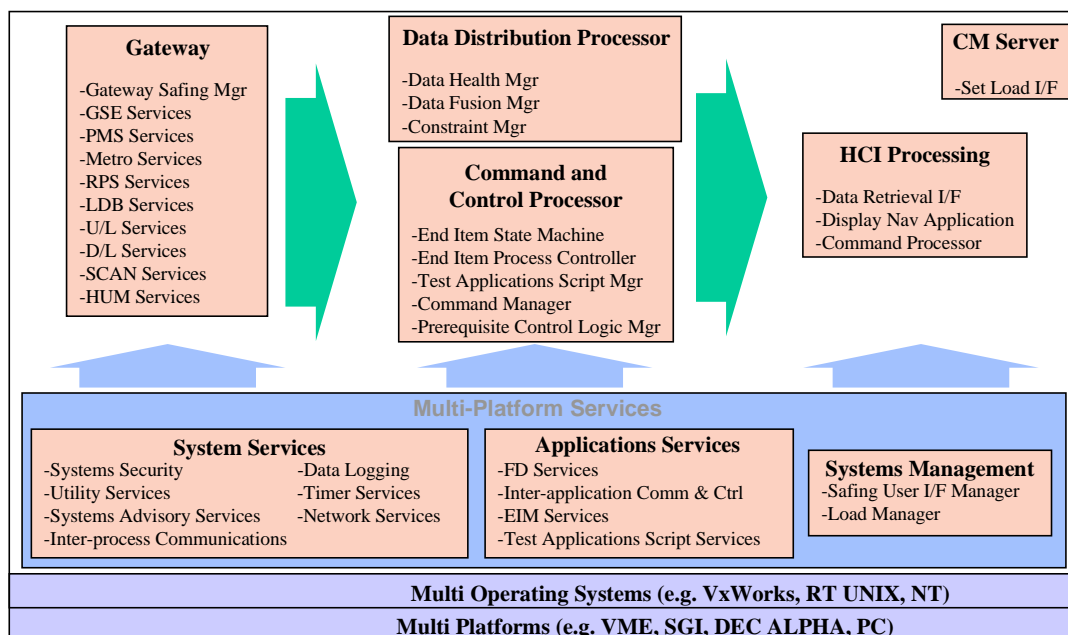 Gateway
-Gateway Safing Mgr
-GSE Services
-PMS Services
-Metro Services
-RPS Services
-LDB Services
-U/L Services
-D/L Services
-SCAN Services
-HUM Services
Data Distribution Processor
-Data Health Mgr
-Data Fusion Mgr
-Constraint Mgr
Command and
Control Processor
-End Item State Machine
-End Item Process Controller
-Test Applications Script Mgr
-Command Manager
-Prerequisite Control Logic Mgr
CM Server
-Set Load I/F
HCI Processing
-Data Retrieval I/F
-Display Nav Application
-Command Processor
Multi-Platform Services
System Services
-Systems Security
-Utility Services
-Systems Advisory Services
-Inter-process Communications
-Data Logging
-Timer Services
-Network Services
Applications Services
-FD Services
-Inter-application Comm & Ctrl
-EIM Services
-Test Applications Script Services
Systems Management
-Safing User I/F Manager
-Load Manager
Multi Operating Systems (e.g. VxWorks, RT UNIX, NT)
Multi Platforms (e.g. VME, SGI, DEC ALPHA, PC)